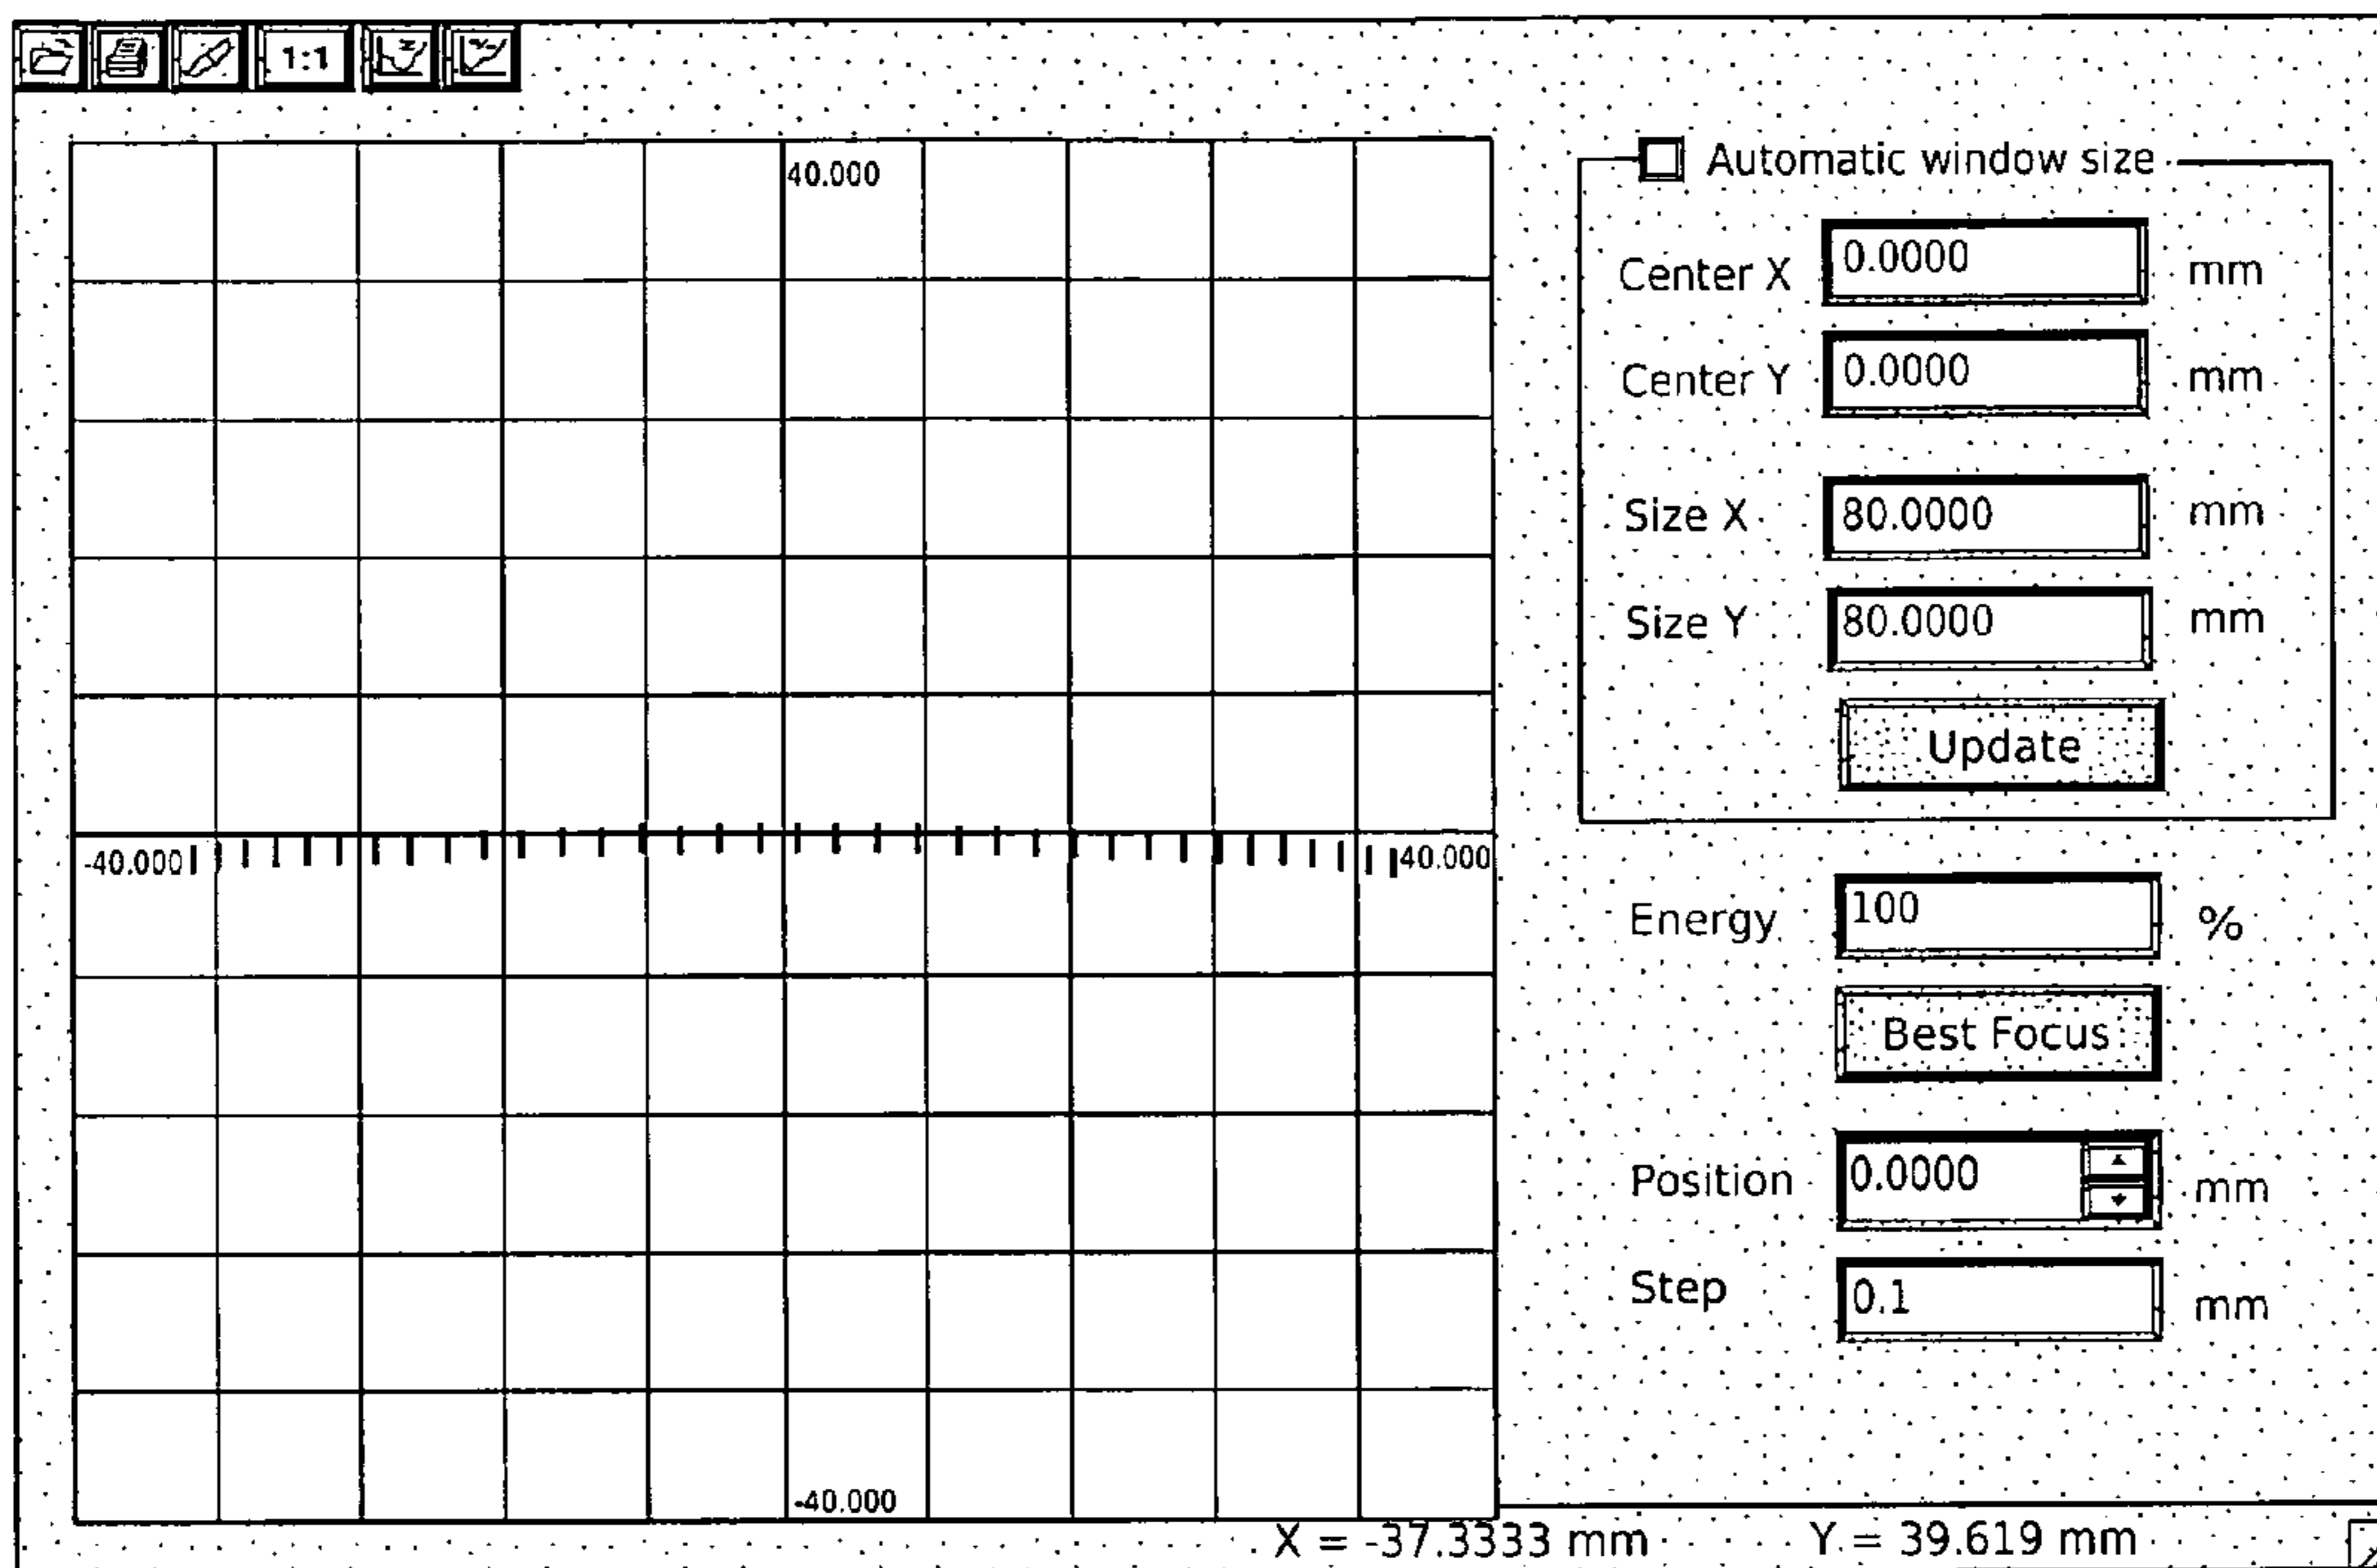 1:1
40.000
-40.000
40.000
-40.000
Automatic window size
Center X 0.0000 mm
Center Y 0.0000 mm
Size X 80.0000 mm
Size Y 80.0000 mm
Update
Energy 100 %
Best Focus
Position 0.0000 mm
Step 0.1 mm
X = -37.3333 mm Y = 39.619 mm